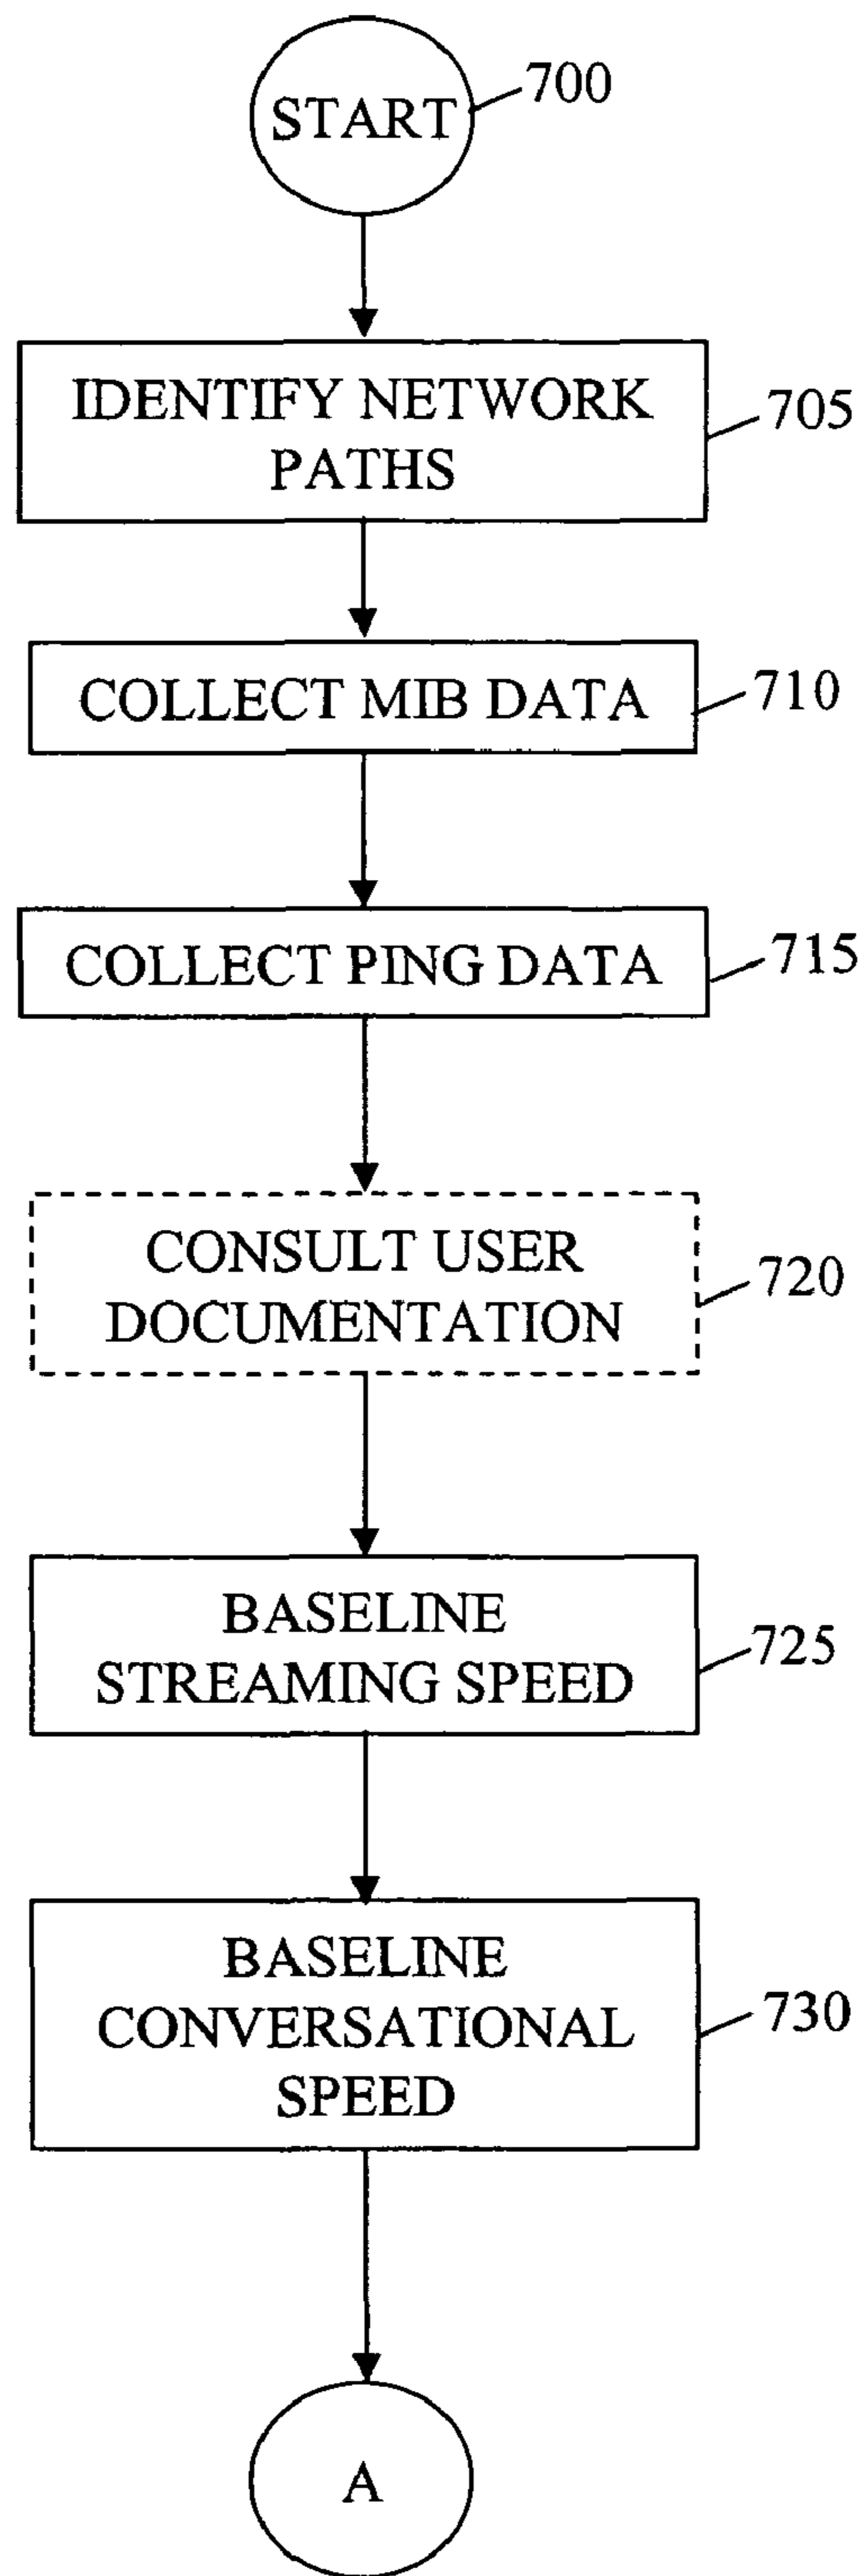 START
700
IDENTIFY NETWORK
PATHS
705
COLLECT MIB DATA
710
COLLECT PING DATA
715
CONSULT USER
DOCUMENTATION
720
BASELINE
STREAMING SPEED
725
BASELINE
CONVERSATIONAL
SPEED
730
A